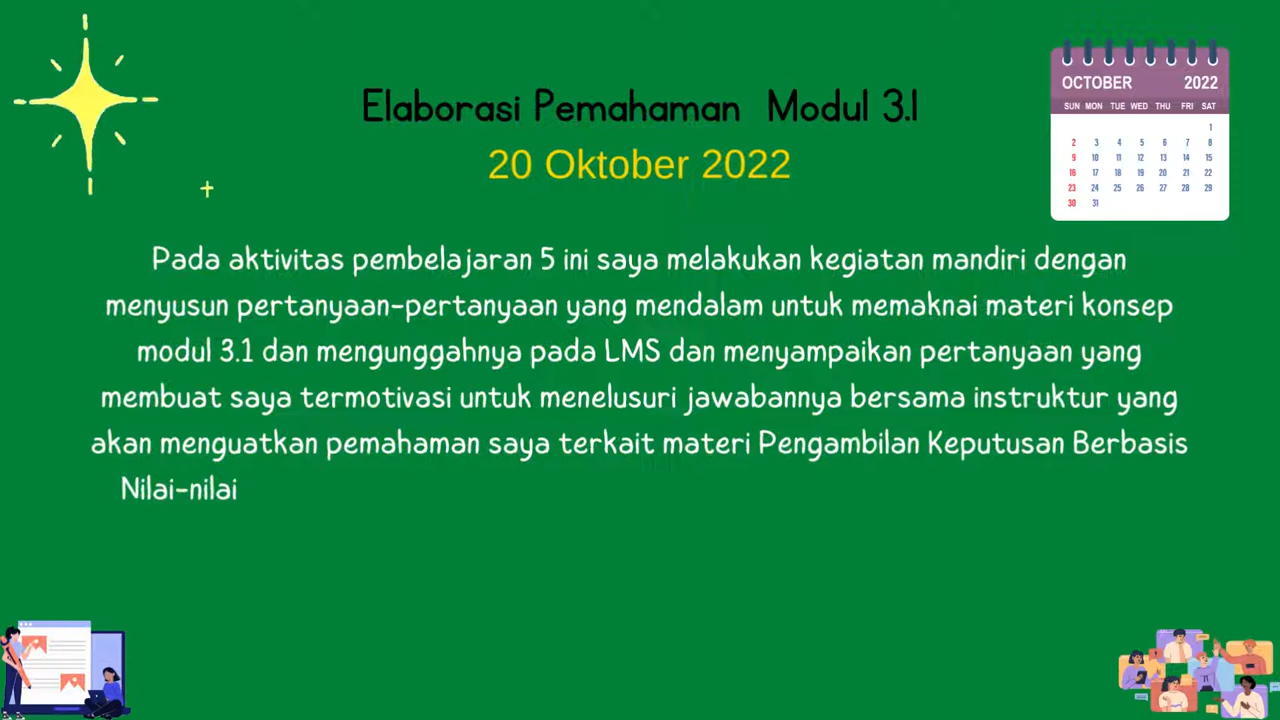 Elaborasi Pemahaman Modul 3.1
20 Oktober 2022
OCTOBER 2022
SUN MON TUE WED THU FRI SAT
1
2 3 4 5 6 7 8
9 10 11 12 13 14 15
16 17 18 19 20 21 22
23 24 25 26 27 28 29
30 31
Pada aktivitas pembelajaran 5 ini saya melakukan kegiatan mandiri dengan
menyusun pertanyaan-pertanyaan yang mendalam untuk memaknai materi konsep
modul 3.1 dan mengunggahnya pada LMS dan menyampaikan pertanyaan yang
membuat saya termotivasi untuk menelusuri jawabannya bersama instruktur yang
akan menguatkan pemahaman saya terkait materi Pengambilan Keputusan Berbasis
Nilai-nilai